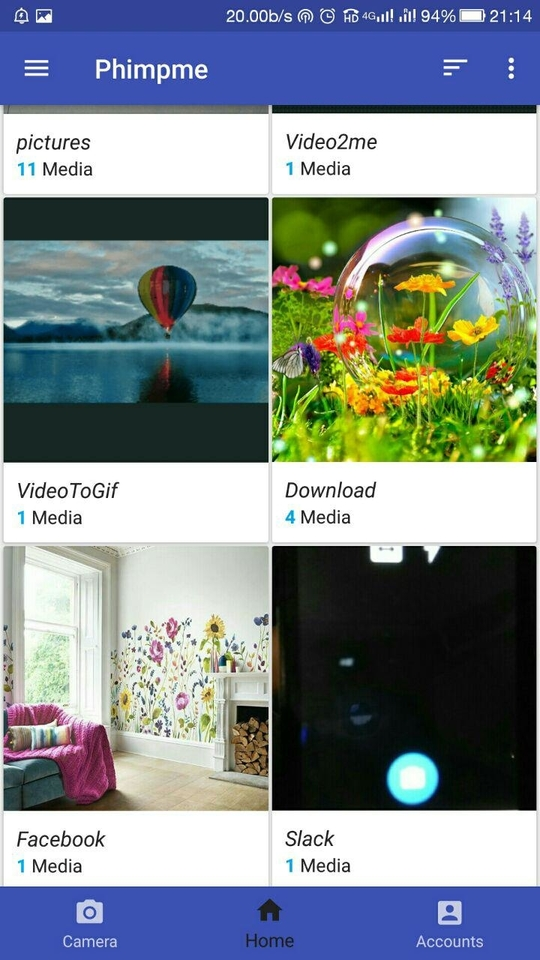 20.00b/s HD 4G 94% 21:14
Phimpme
pictures
11 Media
Video2me
1 Media
VideoToGif
1 Media
Download
4 Media
Facebook
1 Media
Slack
1 Media
Camera
Home
Accounts